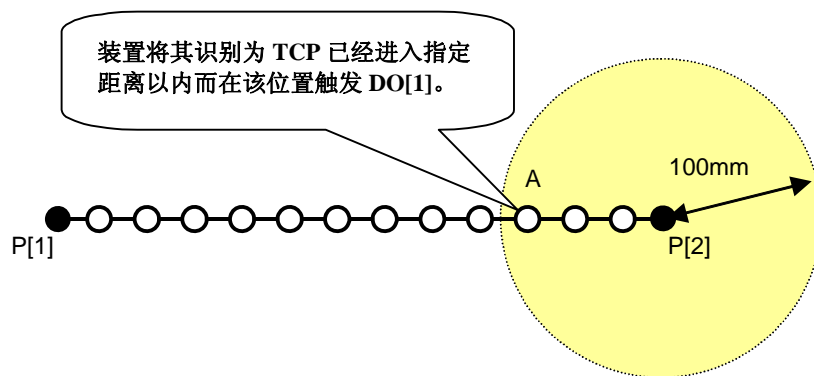 装置将其识别为 TCP 已经进入指定
距离以内而在该位置触发 DO[1]。
A
100mm
P[1]
P[2]